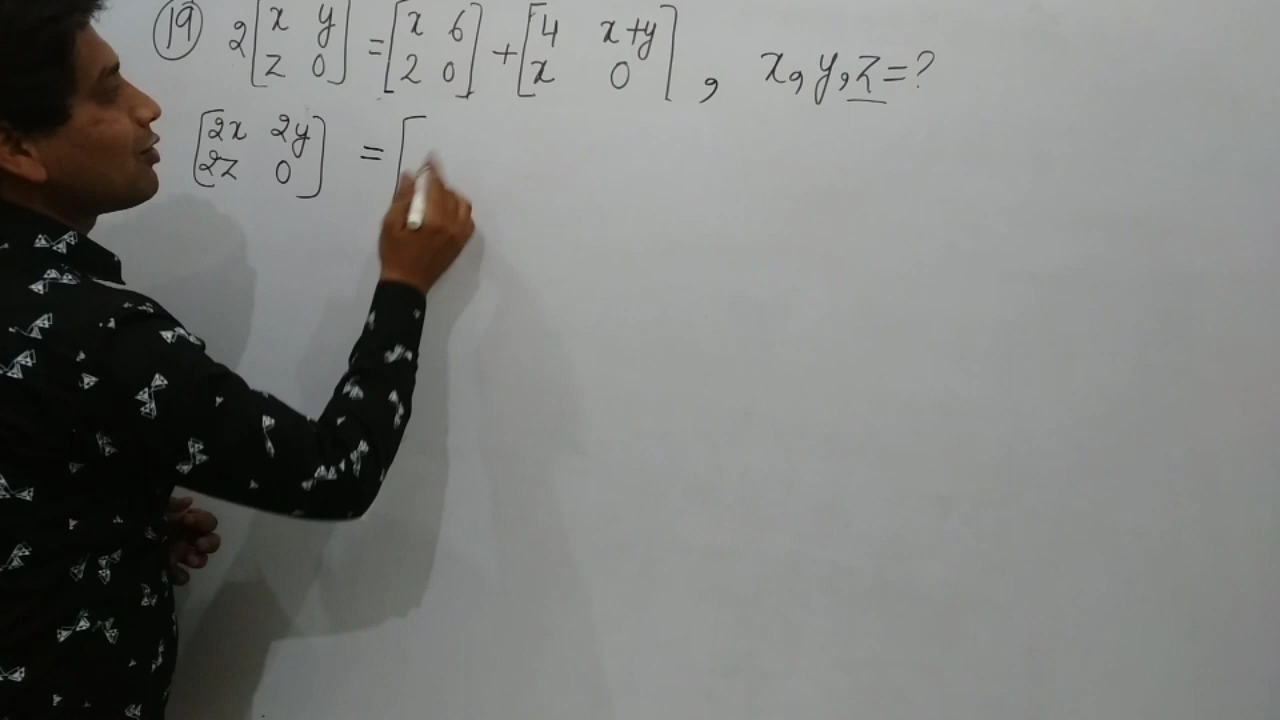 (19) 2[x y z 0] = [x 6 2 0] + [4 x+y x 0], x, y, z = ?
[2x 2y 2z 0] = [